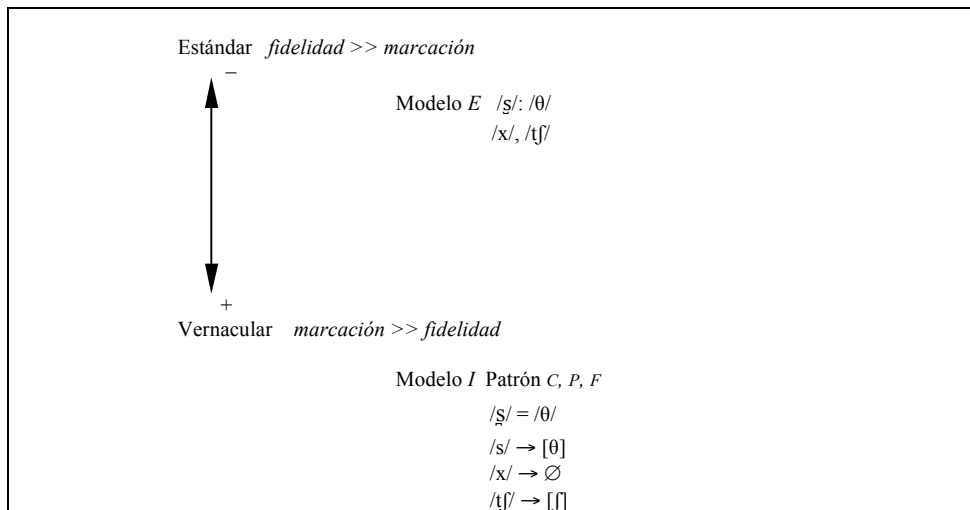 Estándar fidelidad >> marcación
–
Modelo E /s̪/: /θ/
/x/, /tʃ/
+
Vernacular marcación >> fidelidad
Modelo I Patrón C, P, F
/s̪/ = /θ/
/s/ → [θ]
/x/ → ∅
/tʃ/ → [ʃ]